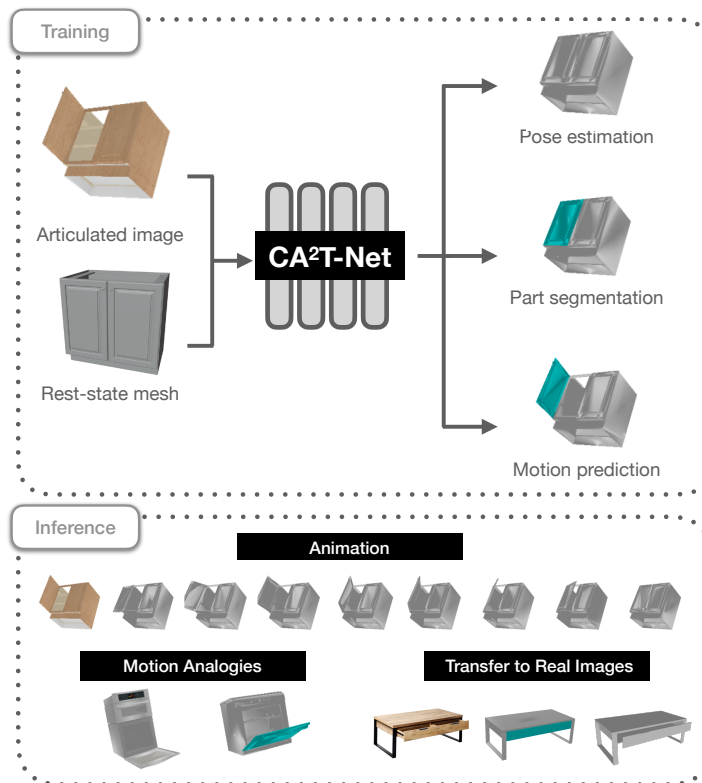 Training
Articulated image
Rest-state mesh
CA²T-Net
Pose estimation
Part segmentation
Motion prediction
Inference
Animation
Motion Analogies
Transfer to Real Images